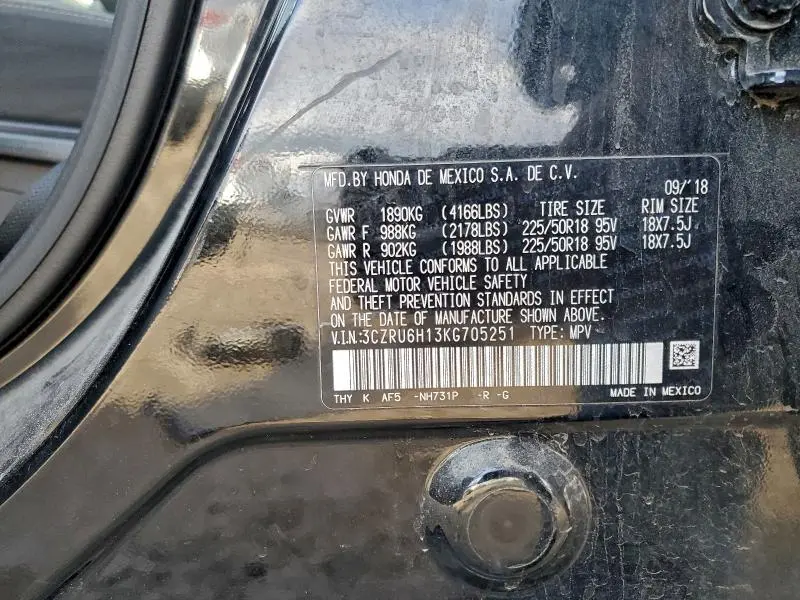 MFD.BY HONDA DE MEXICO S.A. DE C.V.
09/'18
GVWR 1890KG (4166LBS) TIRE SIZE RIM SIZE
GAWR F 988KG (2178LBS) 225/50R18 95V 18X7.5J
GAWR R 902KG (1988LBS) 225/50R18 95V 18X7.5J
THIS VEHICLE CONFORMS TO ALL APPLICABLE
FEDERAL MOTOR VEHICLE SAFETY
AND THEFT PREVENTION STANDARDS IN EFFECT
ON THE DATE OF MANUFACTURE SHOWN ABOVE.
V.I.N:3CZRU6H13KG705251 TYPE: MPV
THY K AF5 -NH731P -R -G MADE IN MEXICO